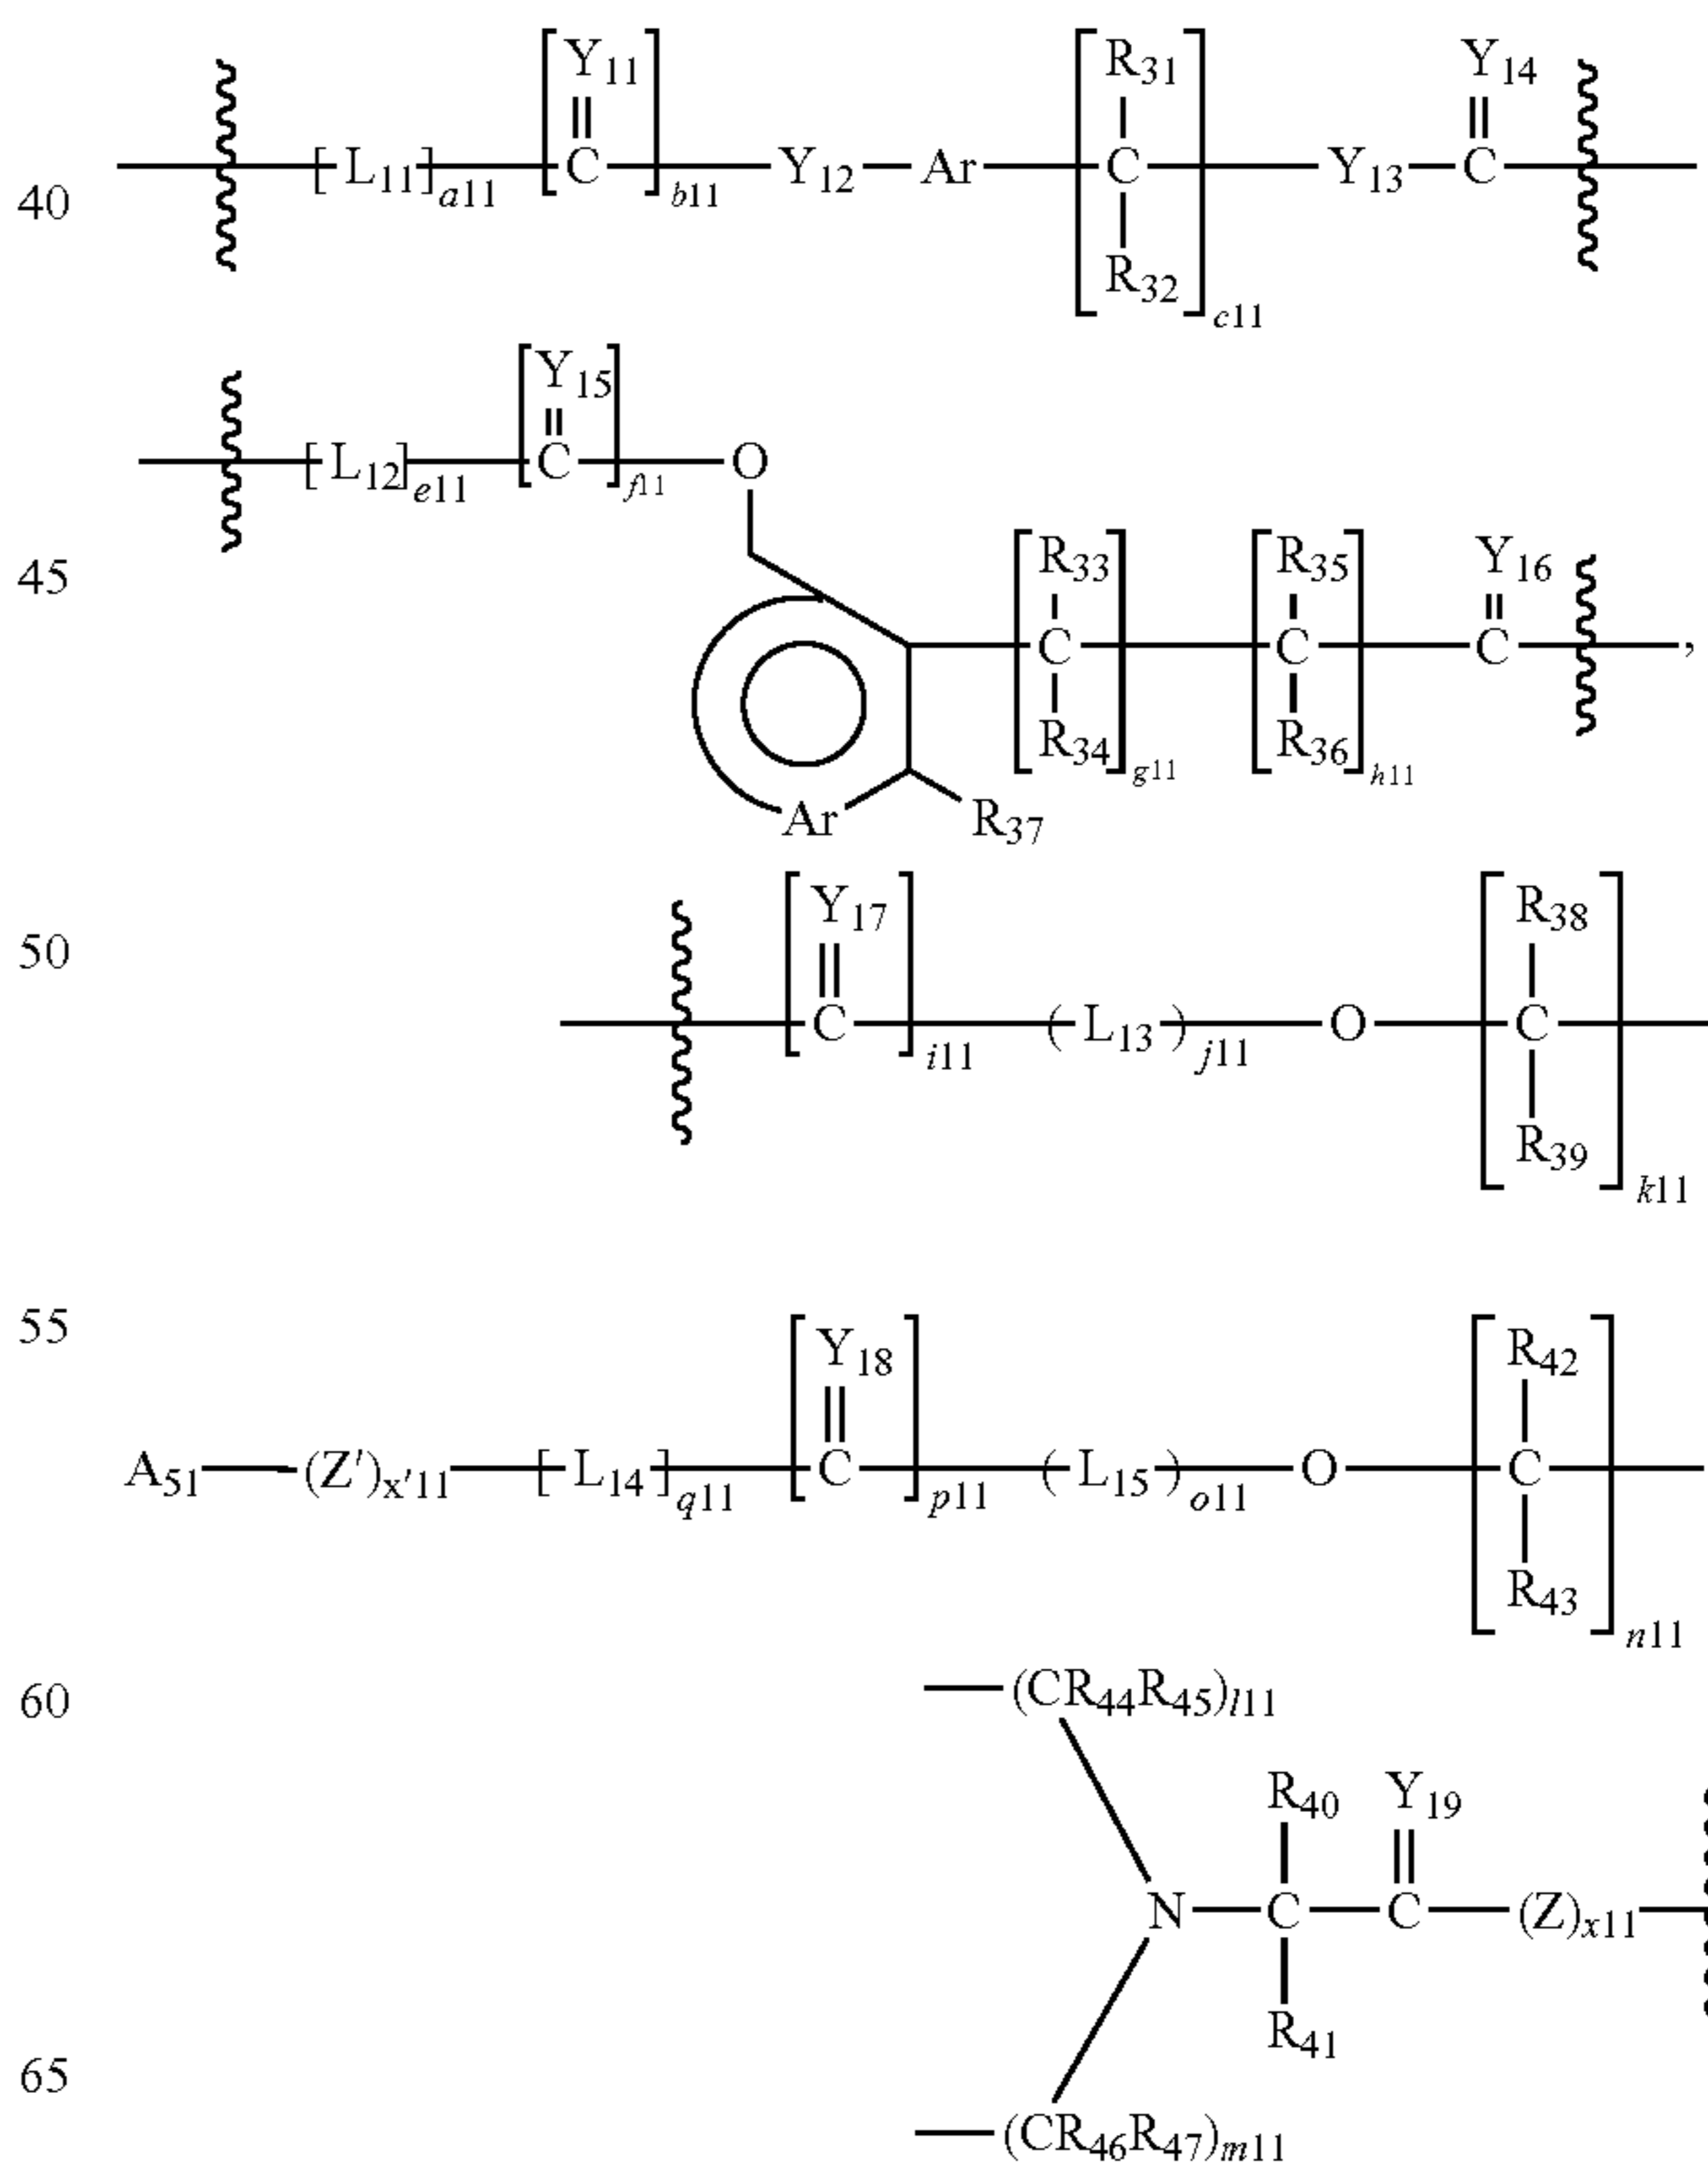 Y11 R31 Y14
40 [ L11 ]a11 [ C ]b11 Y12 Ar [ C ]c11 Y13 C
R32
Y15
[ L12 ]e11 [ C ]f11 O
45 R33 R35 Y16
[ C ]g11 [ C ]h11 C ,
R34 R36
Ar R37
50 Y17 R38
[ C ]i11 ( L13 )j11 O [ C ]k11
R39
55 Y18 R42
A51 (Z')x'11 [ L14 ]q11 [ C ]p11 ( L15 )o11 O [ C ]n11
R43
60 (CR44R45)l11
R40 Y19
N C C (Z)x11
R41
65
(CR46R47)m11